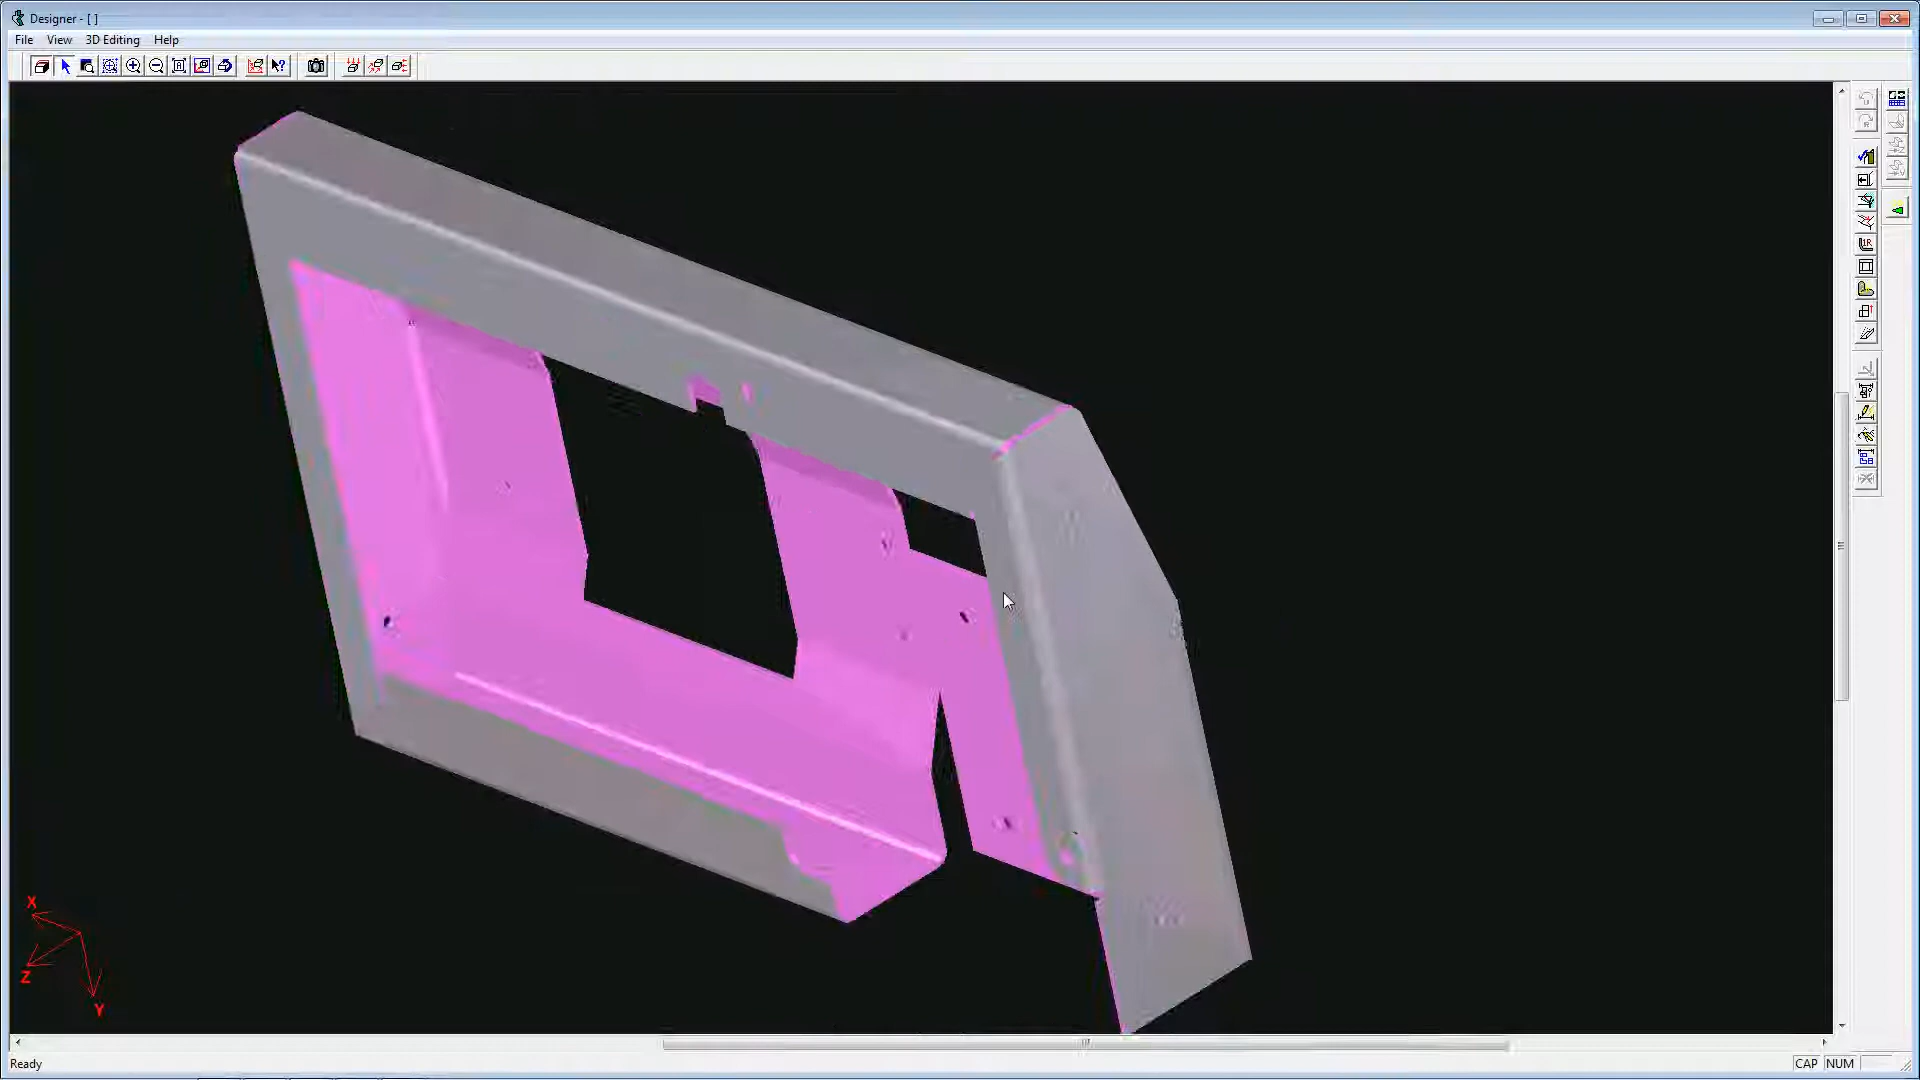 Designer - [ ]
File View 3D Editing Help
X
Z
Y
Ready
CAP NUM